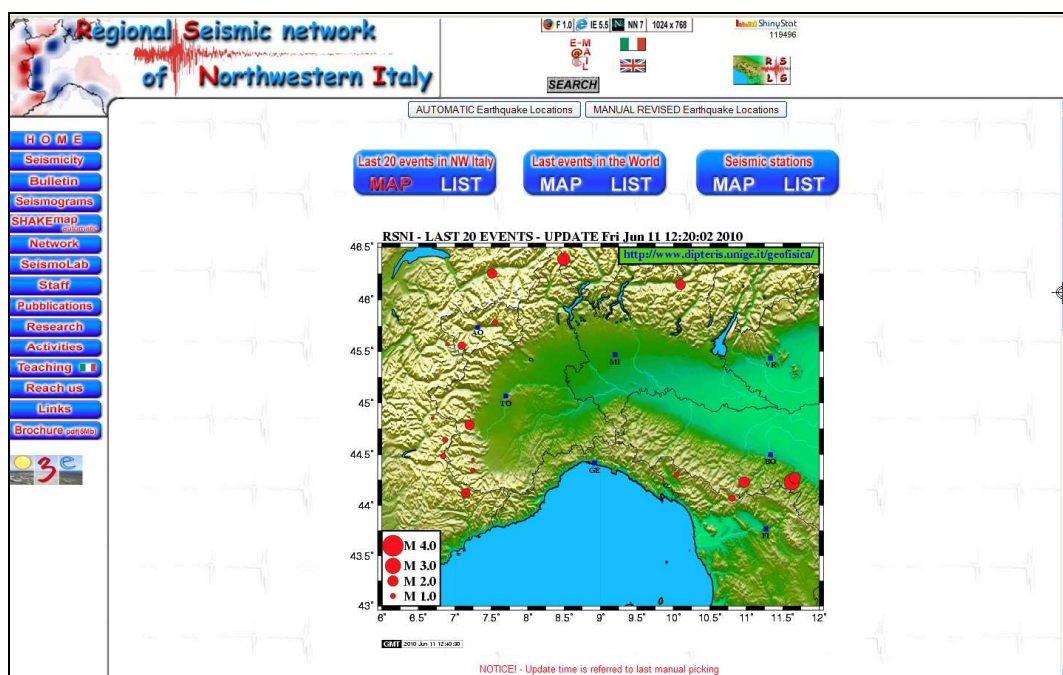 Regional Seismic network
of Northwestern Italy
F 1.0 IE 5.5 NN 7 1024 x 768
E-MAIL
@
SEARCH
ShinyStat
119496
RSLG
AUTOMATIC Earthquake Locations MANUAL REVISED Earthquake Locations
HOME
Seismicity
Bulletin
Seismograms
SHAKEmap
automatic
Network
SeismoLab
Staff
Pubblications
Research
Activities
Teaching
Reach us
Links
Brochure pdf(6Mb)
3e
Last 20 events in NW Italy
MAP LIST
Last events in the World
MAP LIST
Seismic stations
MAP LIST
RSNI - LAST 20 EVENTS - UPDATE Fri Jun 11 12:20:02 2010
http://www.dipteris.unige.it/geofisica/
46.5°
46°
45.5°
45°
44.5°
44°
43.5°
43°
AO
MI
VR
TO
GE
BO
FI
M 4.0
M 3.0
M 2.0
M 1.0
6° 6.5° 7° 7.5° 8° 8.5° 9° 9.5° 10° 10.5° 11° 11.5° 12°
GMT 2010 Jun 11 12:40:30
NOTICE! - Update time is referred to last manual picking